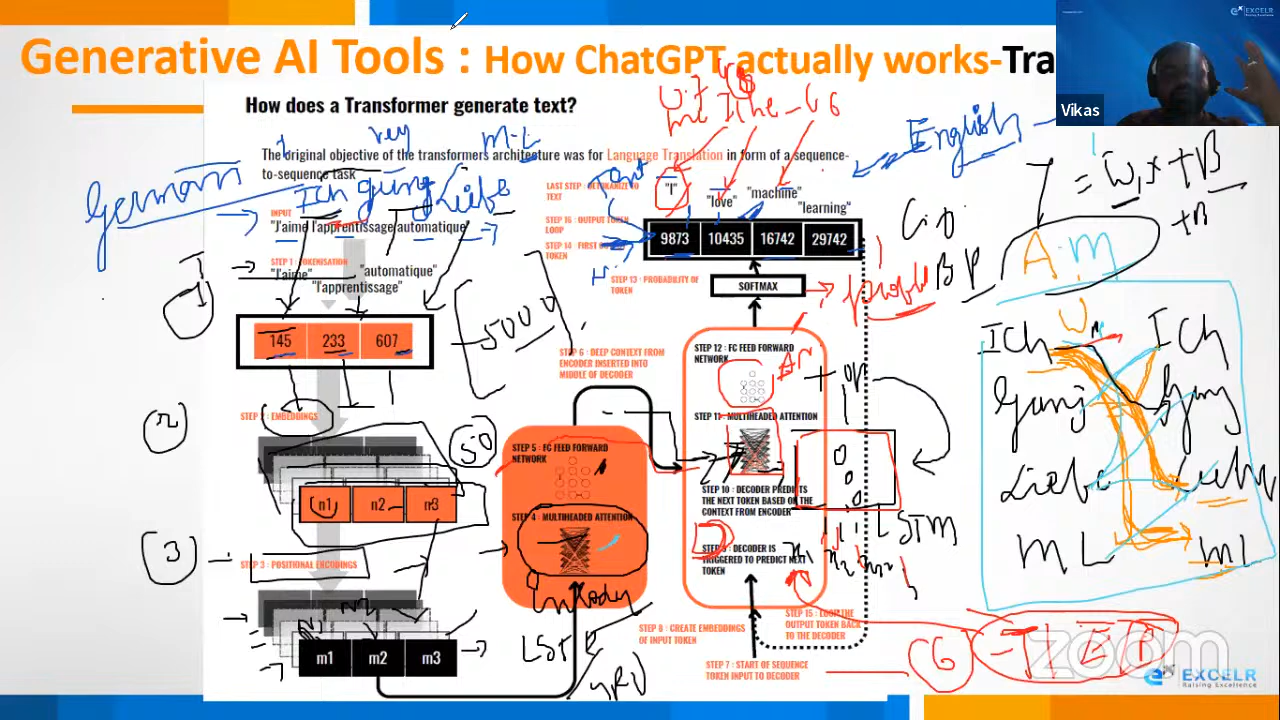 Generative AI Tools : How ChatGPT actually works-Tra
EXCELR
Raising Excellence
Vikas
How does a Transformer generate text?
The original objective of the transformers architecture was for Language Translation in form of a sequence-
to-sequence task
German
Ich gung Liebe
M-L
English
INPUT
"J'aime l'apprentissage automatique"
STEP 1 : TOKENISATION
"J'aime"
"automatique"
"l'apprentissage"
145 233 607
5000
STEP 2 : EMBEDDINGS
50
n1 n2 n3
STEP 3 : POSITIONAL ENCODINGS
m1 m2 m3
STEP 5 : FC FEED FORWARD
NETWORK
STEP 4 : MULTIHEADED ATTENTION
Encoder
STEP 6 : DEEP CONTEXT FROM
ENCODER INSERTED INTO
MIDDLE OF DECODER
LAST STEP : DETOKENIZE TO
TEXT
STEP 16 : OUTPUT TOKEN
LOOP
STEP 14 : FIRST
TOKEN
"I"
"love"
"machine"
"learning"
9873 10435 16742 29742
STEP 13 : PROBABILITY OF
TOKEN
SOFTMAX
STEP 12 : FC FEED FORWARD
NETWORK
STEP 11 : MULTIHEADED ATTENTION
STEP 10 : DECODER PREDICTS
THE NEXT TOKEN BASED ON THE
CONTEXT FROM ENCODER
STEP 9 : DECODER IS
TRIGGERED TO PREDICT NEXT
TOKEN
STEP 8 : CREATE EMBEDDINGS
OF INPUT TOKEN
STEP 15 : LOOP THE
OUTPUT TOKEN BACK
TO THE DECODER
STEP 7 : START OF SEQUENCE
TOKEN INPUT TO DECODER
LSTM
GRU
BP
A.M
Ich Ich
Gung Gung
Liebe Liebe
ML ML
zoom
EXCELR
Raising Excellence